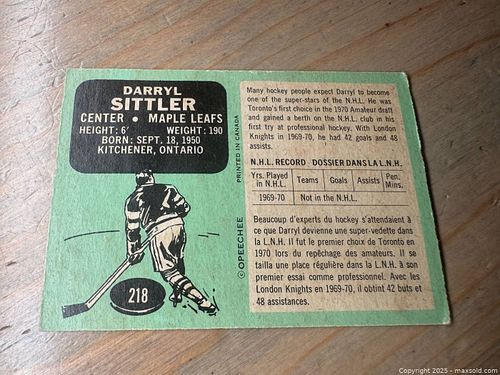 DARRYL
SITTLER
CENTER • MAPLE LEAFS
HEIGHT: 6' WEIGHT: 190
BORN: SEPT. 18, 1950
KITCHENER, ONTARIO
218
© OPEECHEE PRINTED IN CANADA
Many hockey people expect Darryl to become
one of the super-stars of the N.H.L. He was
Toronto's first choice in the 1970 Amateur draft
and gained a berth on the N.H.L. club in his
first try at professional hockey. With London
Knights in 1969-70, he had 42 goals and 48
assists.
N.H.L. RECORD - DOSSIER DANS LA L.N.H.
Yrs. Played in N.H.L. Teams Goals Assists Pen. Mins.
1969-70 Not in the N.H.L.
Beaucoup d'experts du hockey s'attendaient à
ce que Darryl devienne une super-vedette dans
la L.N.H. Il fut le premier choix de Toronto en
1970 lors du repêchage des amateurs. Il se
tailla une place régulière dans la L.N.H. à son
premier essai comme professionnel. Avec les
London Knights en 1969-70, il obtint 42 buts et
48 assistances.
Copyright 2025 - maxsold.com